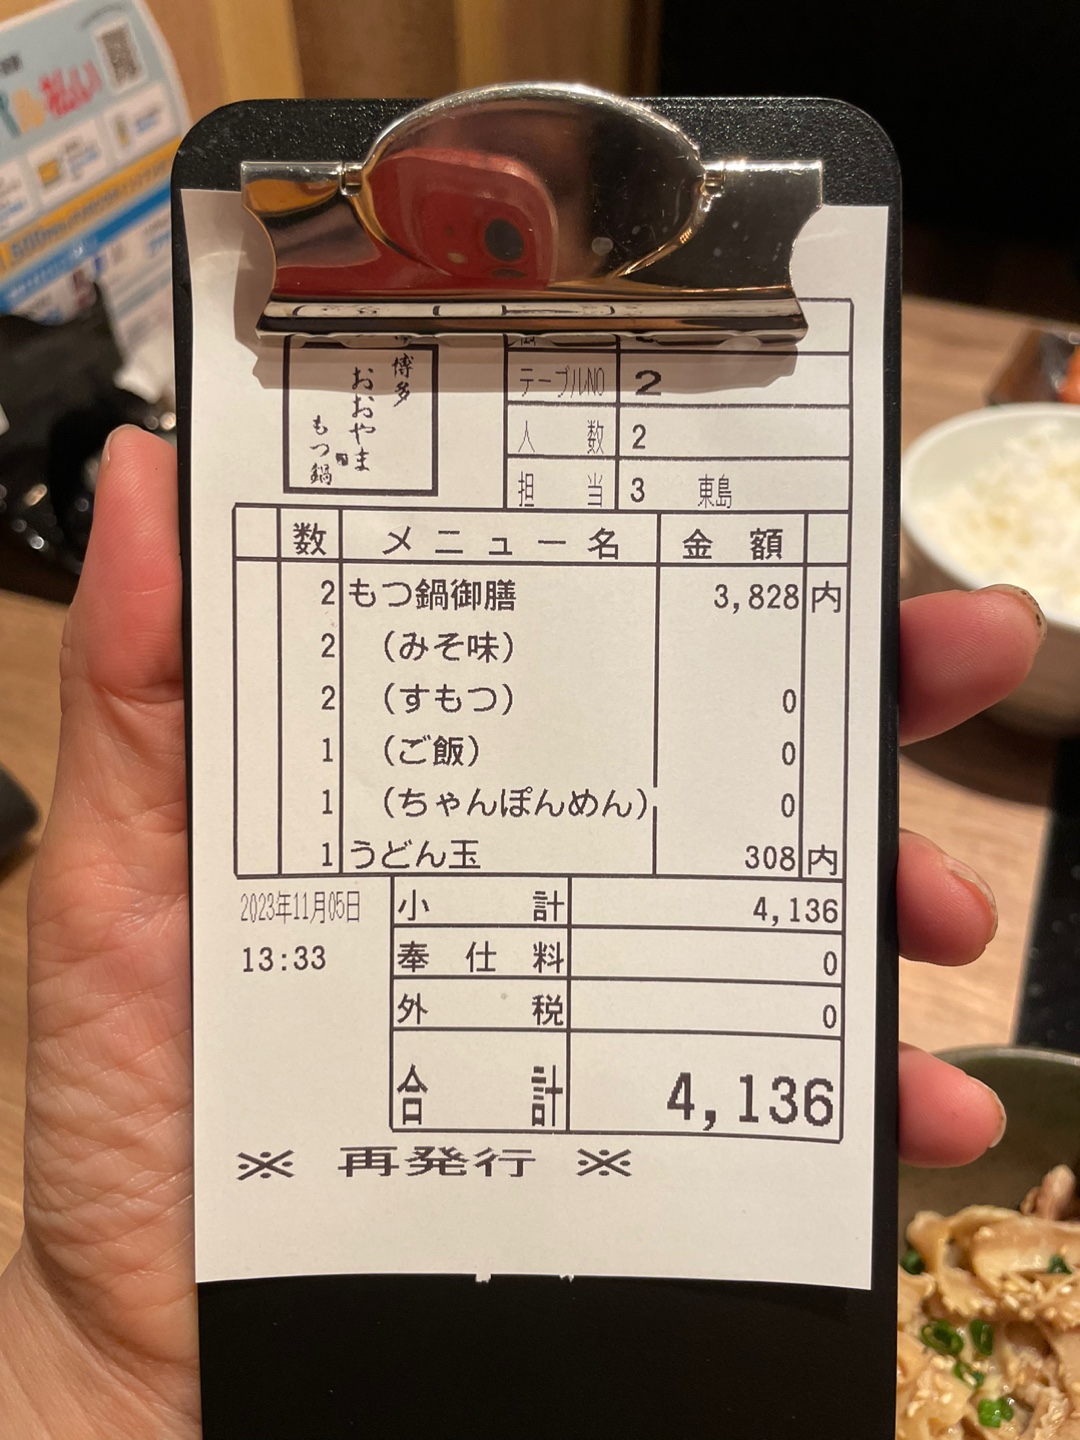 博多
おおやま
もつ鍋
テーブルNO 2
人数 2
担当 3 東島
数 メニュー名 金額
2 もつ鍋御膳 3,828 内
2 (みそ味)
2 (すもつ) 0
1 (ご飯) 0
1 (ちゃんぽんめん) 0
1 うどん玉 308 内
2023年11月05日
13:33
小計 4,136
奉仕料 0
外税 0
合計 4,136
※ 再発行 ※